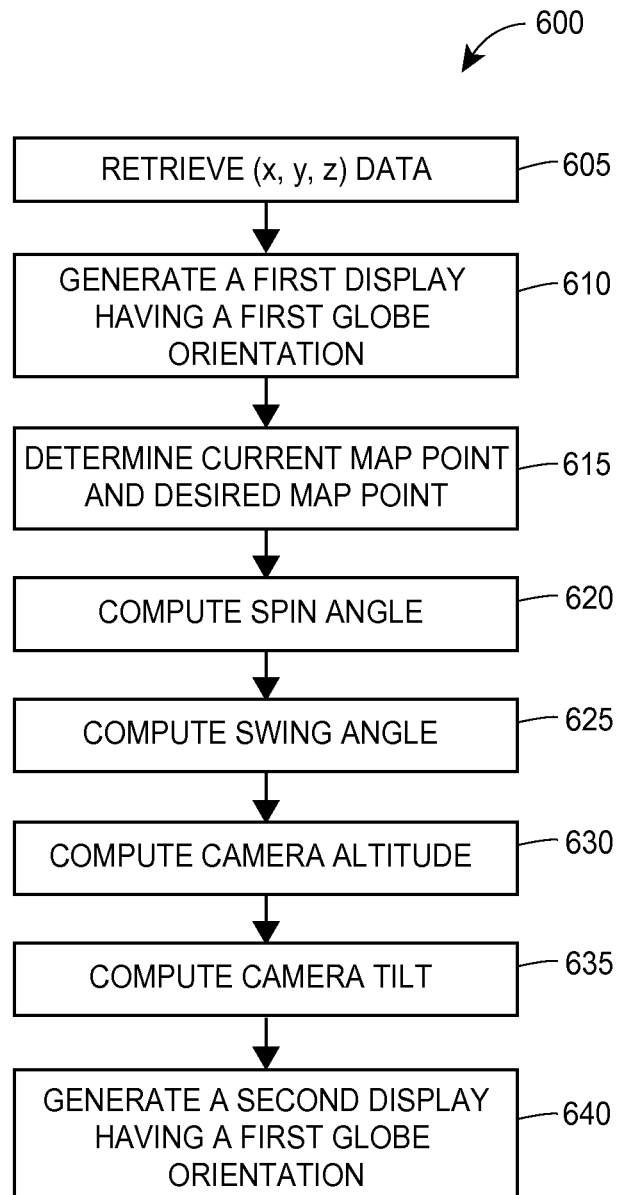 600
RETRIEVE (x, y, z) DATA
605
GENERATE A FIRST DISPLAY
HAVING A FIRST GLOBE
ORIENTATION
610
DETERMINE CURRENT MAP POINT
AND DESIRED MAP POINT
615
COMPUTE SPIN ANGLE
620
COMPUTE SWING ANGLE
625
COMPUTE CAMERA ALTITUDE
630
COMPUTE CAMERA TILT
635
GENERATE A SECOND DISPLAY
HAVING A FIRST GLOBE
ORIENTATION
640